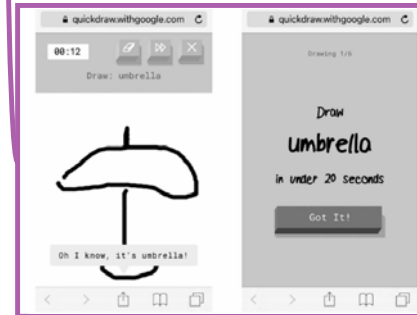 quickdraw.withgoogle.com
00:12
Draw: umbrella
Oh I know, it's umbrella!
quickdraw.withgoogle.com
Drawing 1/6
Draw
umbrella
in under 20 seconds
Got It!